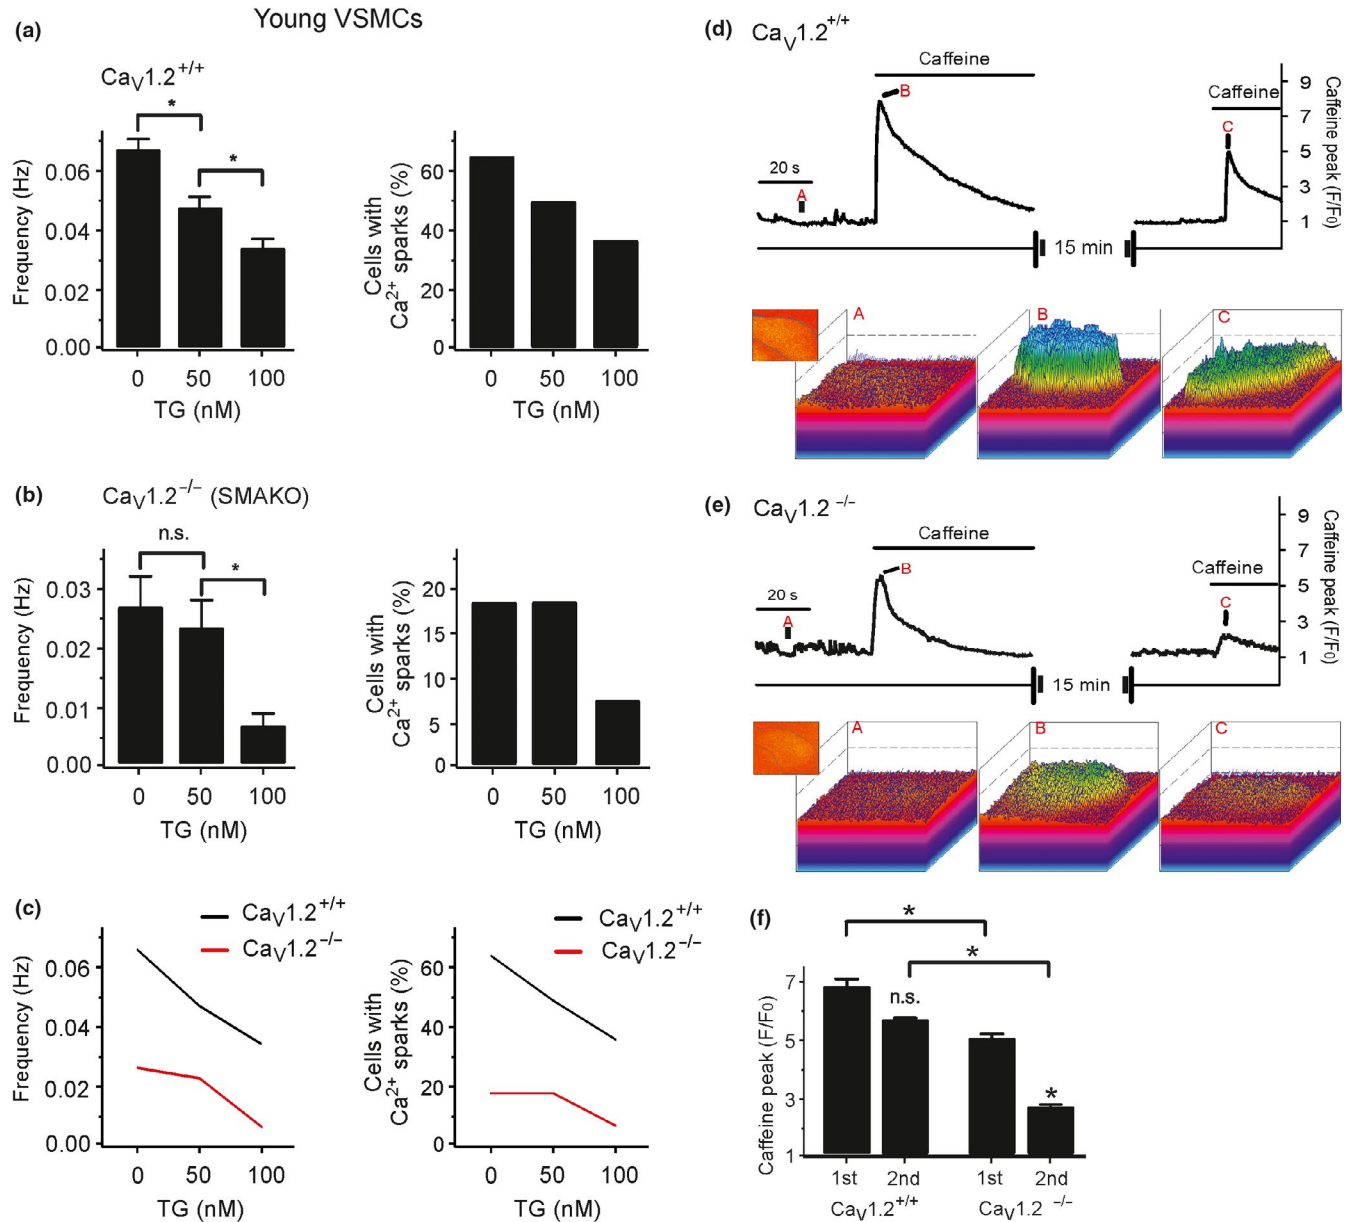 Young VSMCs
(a)
CaV1.2+/+
*
*
Frequency (Hz)
0.06
0.04
0.02
0.00
0 50 100
TG (nM)
Cells with
Ca2+ sparks (%)
60
40
20
0
0 50 100
TG (nM)
(b)
CaV1.2−/− (SMAKO)
n.s.
*
Frequency (Hz)
0.03
0.02
0.01
0.00
0 50 100
TG (nM)
Cells with
Ca2+ sparks (%)
20
15
10
5
0
0 50 100
TG (nM)
(c)
CaV1.2+/+
CaV1.2−/−
Frequency (Hz)
0.06
0.04
0.02
0.00
0 50 100
TG (nM)
CaV1.2+/+
CaV1.2−/−
Cells with
Ca2+ sparks (%)
60
40
20
0
0 50 100
TG (nM)
(d)
CaV1.2+/+
Caffeine
B
20 s
A
15 min
Caffeine
C
9
7
5
3
1
Caffeine peak (F/F0)
A
B
C
(e)
CaV1.2 −/−
Caffeine
B
20 s
A
15 min
Caffeine
C
9
7
5
3
1
Caffeine peak (F/F0)
A
B
C
(f)
*
*
n.s.
*
Caffeine peak (F/F0)
7
5
3
1
1st 2nd 1st 2nd
CaV1.2+/+ CaV1.2 −/−